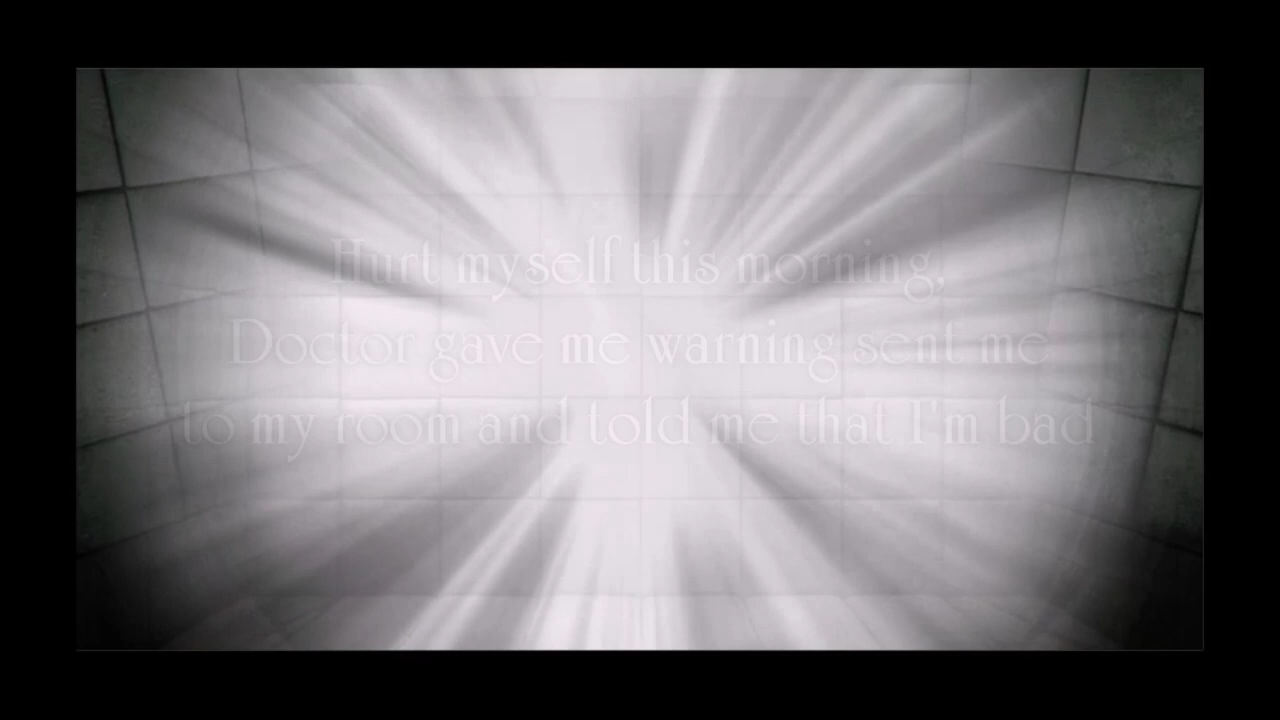 Hurt myself this morning,
Doctor gave me warning sent me
to my room and told me that I'm bad